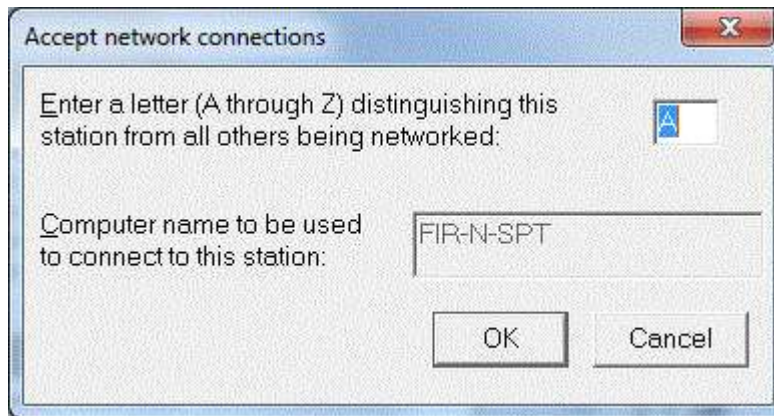 Accept network connections
Enter a letter (A through Z) distinguishing this
station from all others being networked:
A
Computer name to be used
to connect to this station:
FIR-N-SPT
OK
Cancel